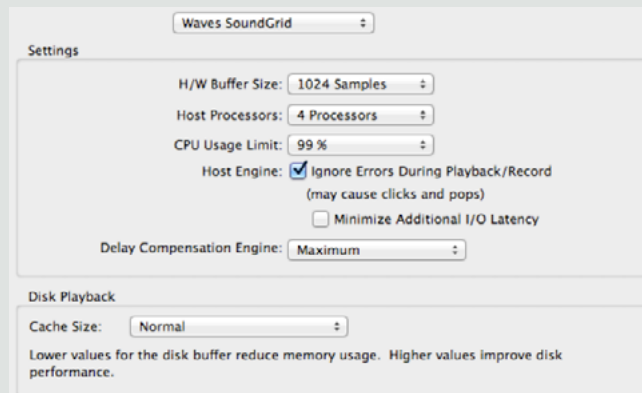 Waves SoundGrid
Settings
H/W Buffer Size: 1024 Samples
Host Processors: 4 Processors
CPU Usage Limit: 99 %
Host Engine: Ignore Errors During Playback/Record
(may cause clicks and pops)
Minimize Additional I/O Latency
Delay Compensation Engine: Maximum
Disk Playback
Cache Size: Normal
Lower values for the disk buffer reduce memory usage. Higher values improve disk
performance.